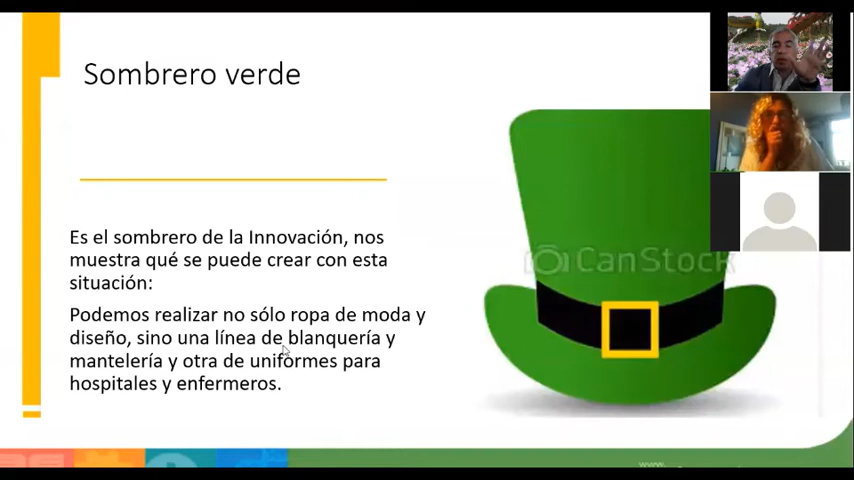 Sombrero verde
Es el sombrero de la Innovación, nos
muestra qué se puede crear con esta
situación:
Podemos realizar no sólo ropa de moda y
diseño, sino una línea de blanquería y
mantelería y otra de uniformes para
hospitales y enfermeros.
CanStock